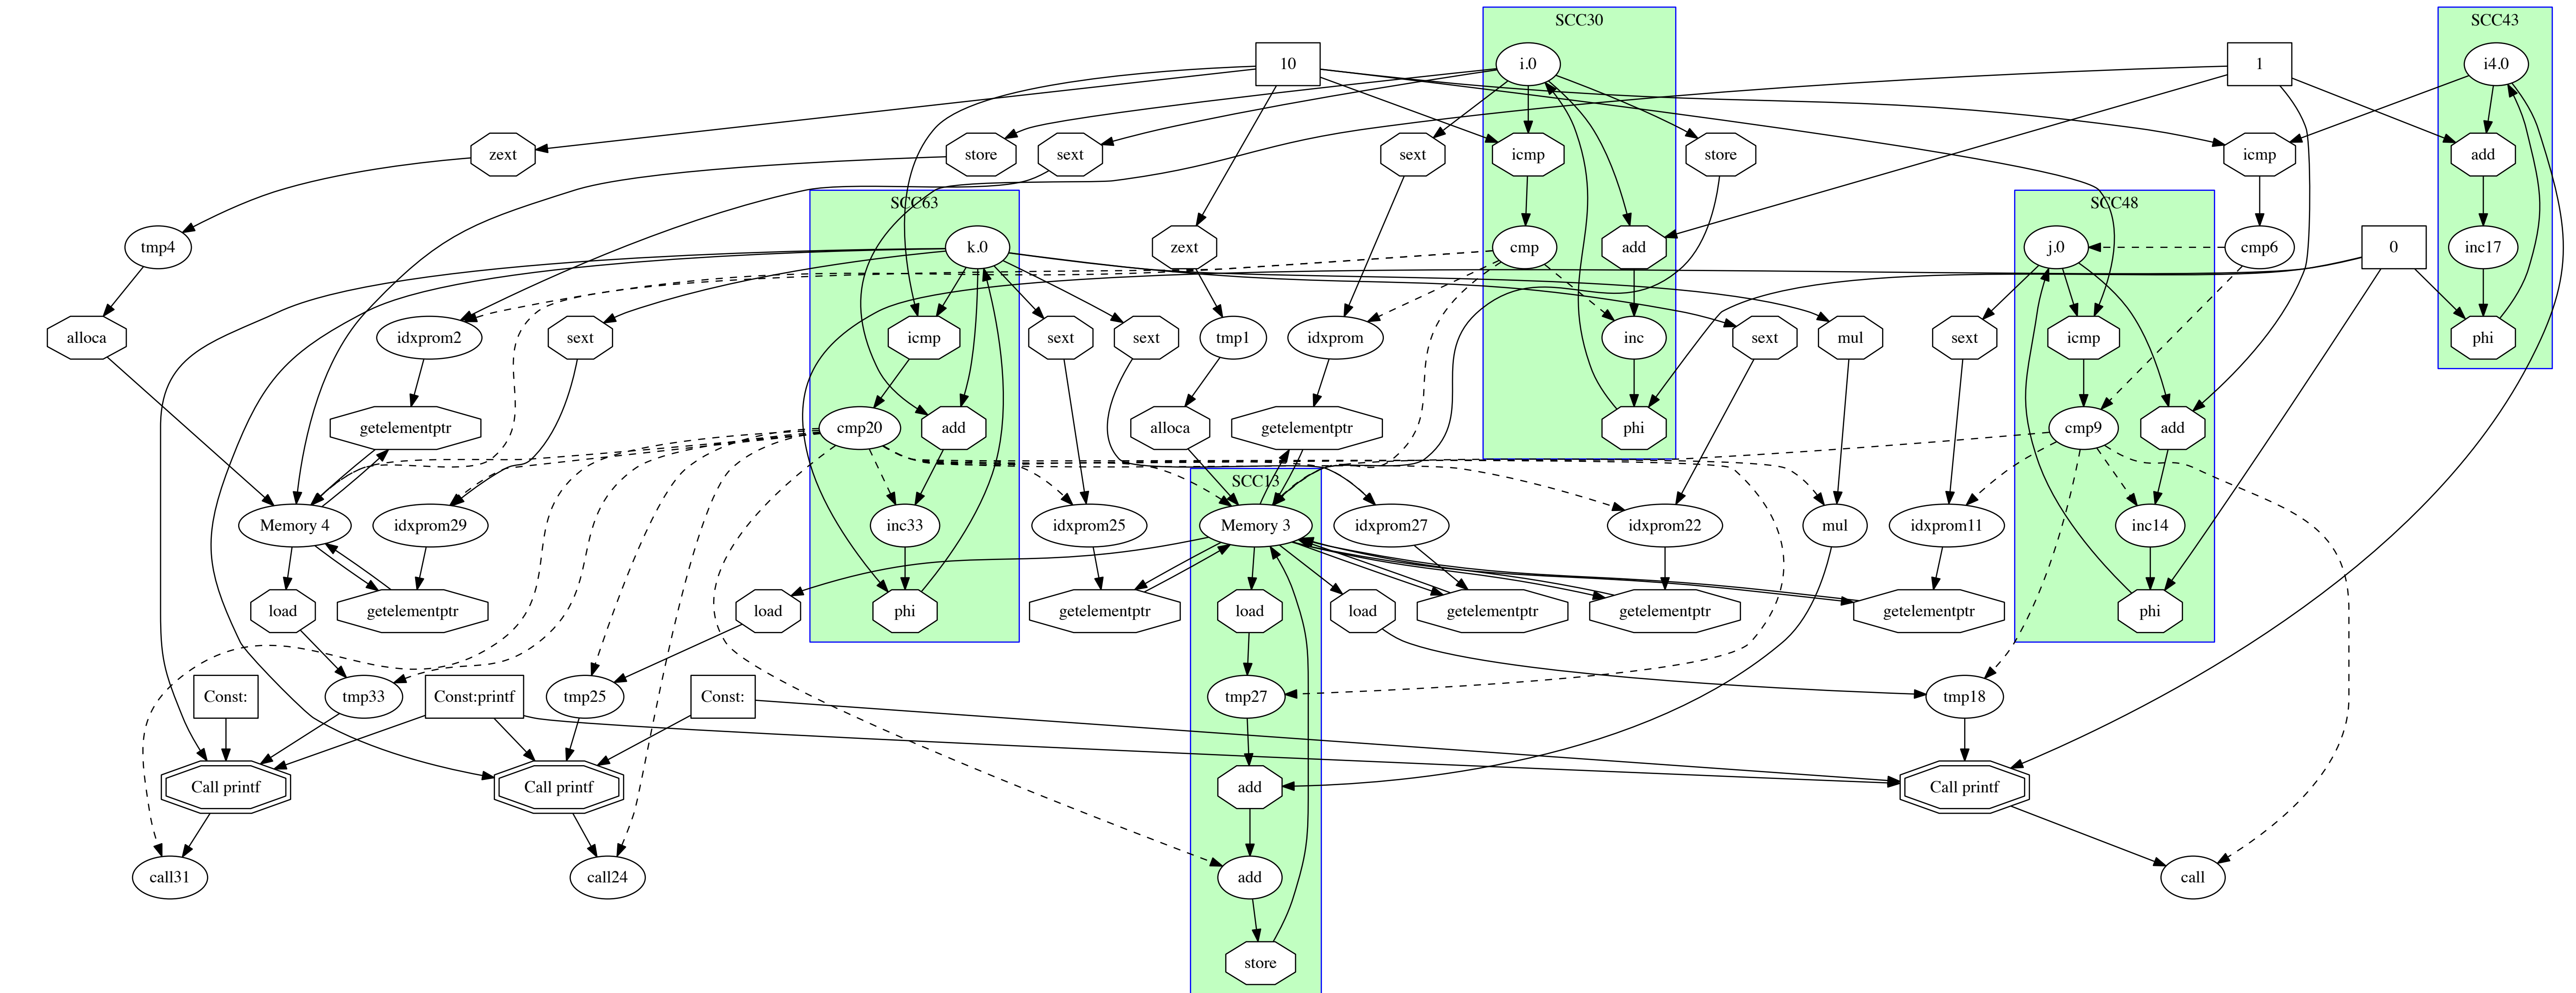 SCC30
SCC43
10
i.0
1
i4.0
zext
store
sext
sext
icmp
store
icmp
add
SCC63
SCC48
tmp4
k.0
zext
cmp
add
j.0
cmp6
0
inc17
alloca
idxprom2
sext
icmp
sext
sext
tmp1
idxprom
inc
sext
mul
sext
icmp
phi
getelementptr
cmp20
add
alloca
getelementptr
phi
cmp9
add
SCC13
Memory 4
idxprom29
inc33
idxprom25
Memory 3
idxprom27
idxprom22
mul
idxprom11
inc14
load
getelementptr
load
phi
getelementptr
load
load
getelementptr
getelementptr
getelementptr
phi
Const:
tmp33
Const:printf
tmp25
Const:
tmp27
tmp18
Call printf
Call printf
add
Call printf
call31
call24
add
call
store